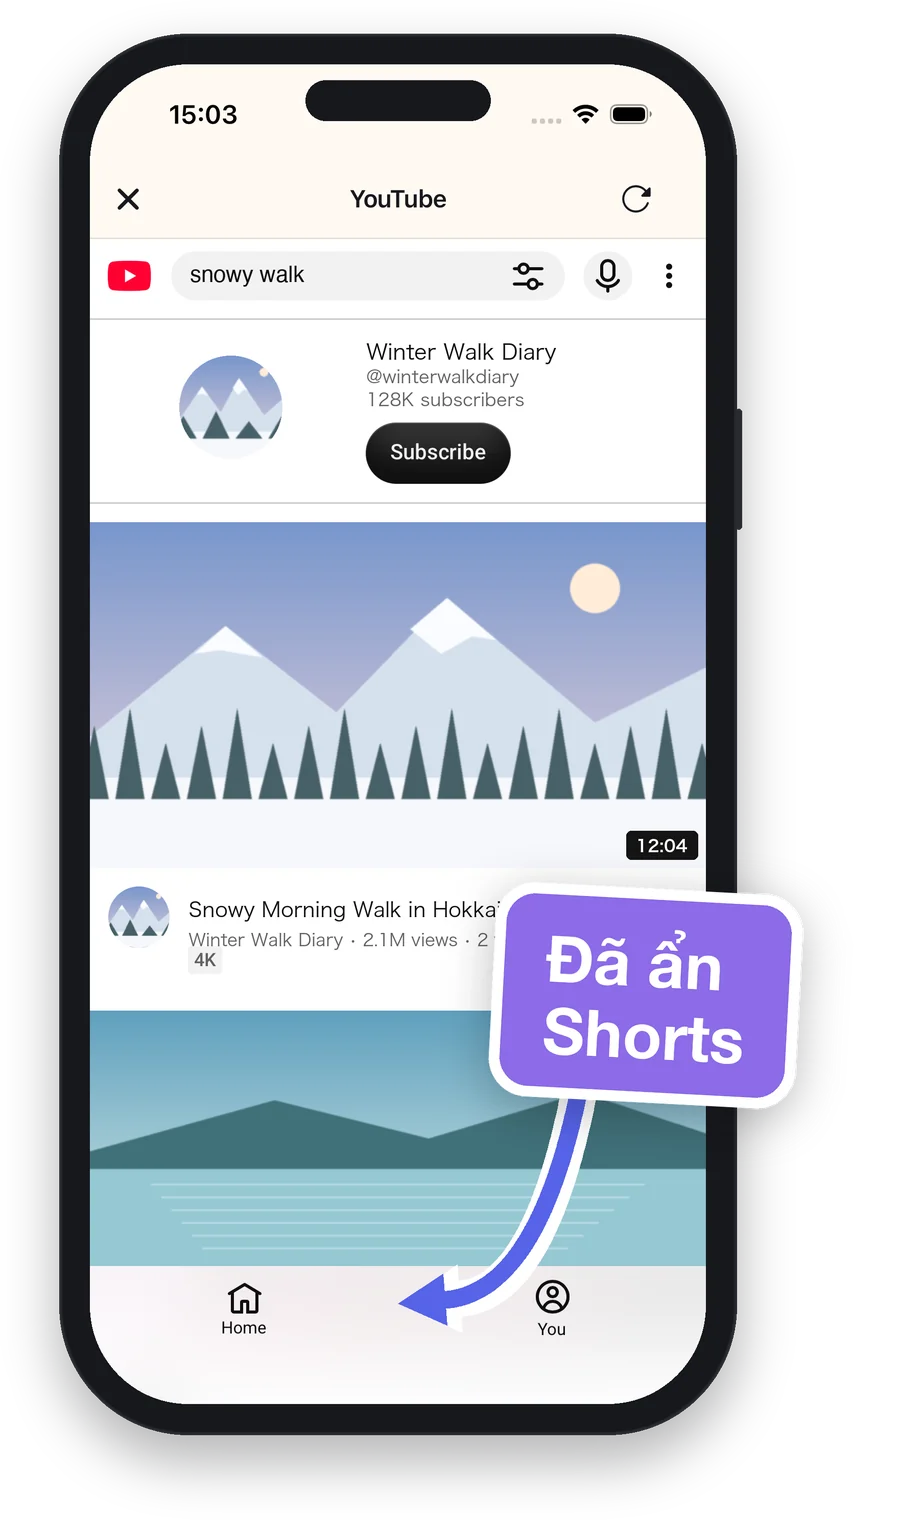 15:03
YouTube
snowy walk
Winter Walk Diary
@winterwalkdiary
128K subscribers
Subscribe
12:04
Snowy Morning Walk in
Winter Walk Diary · 2.1M views · 2
4K
Đã ẩn
Shorts
Home
You